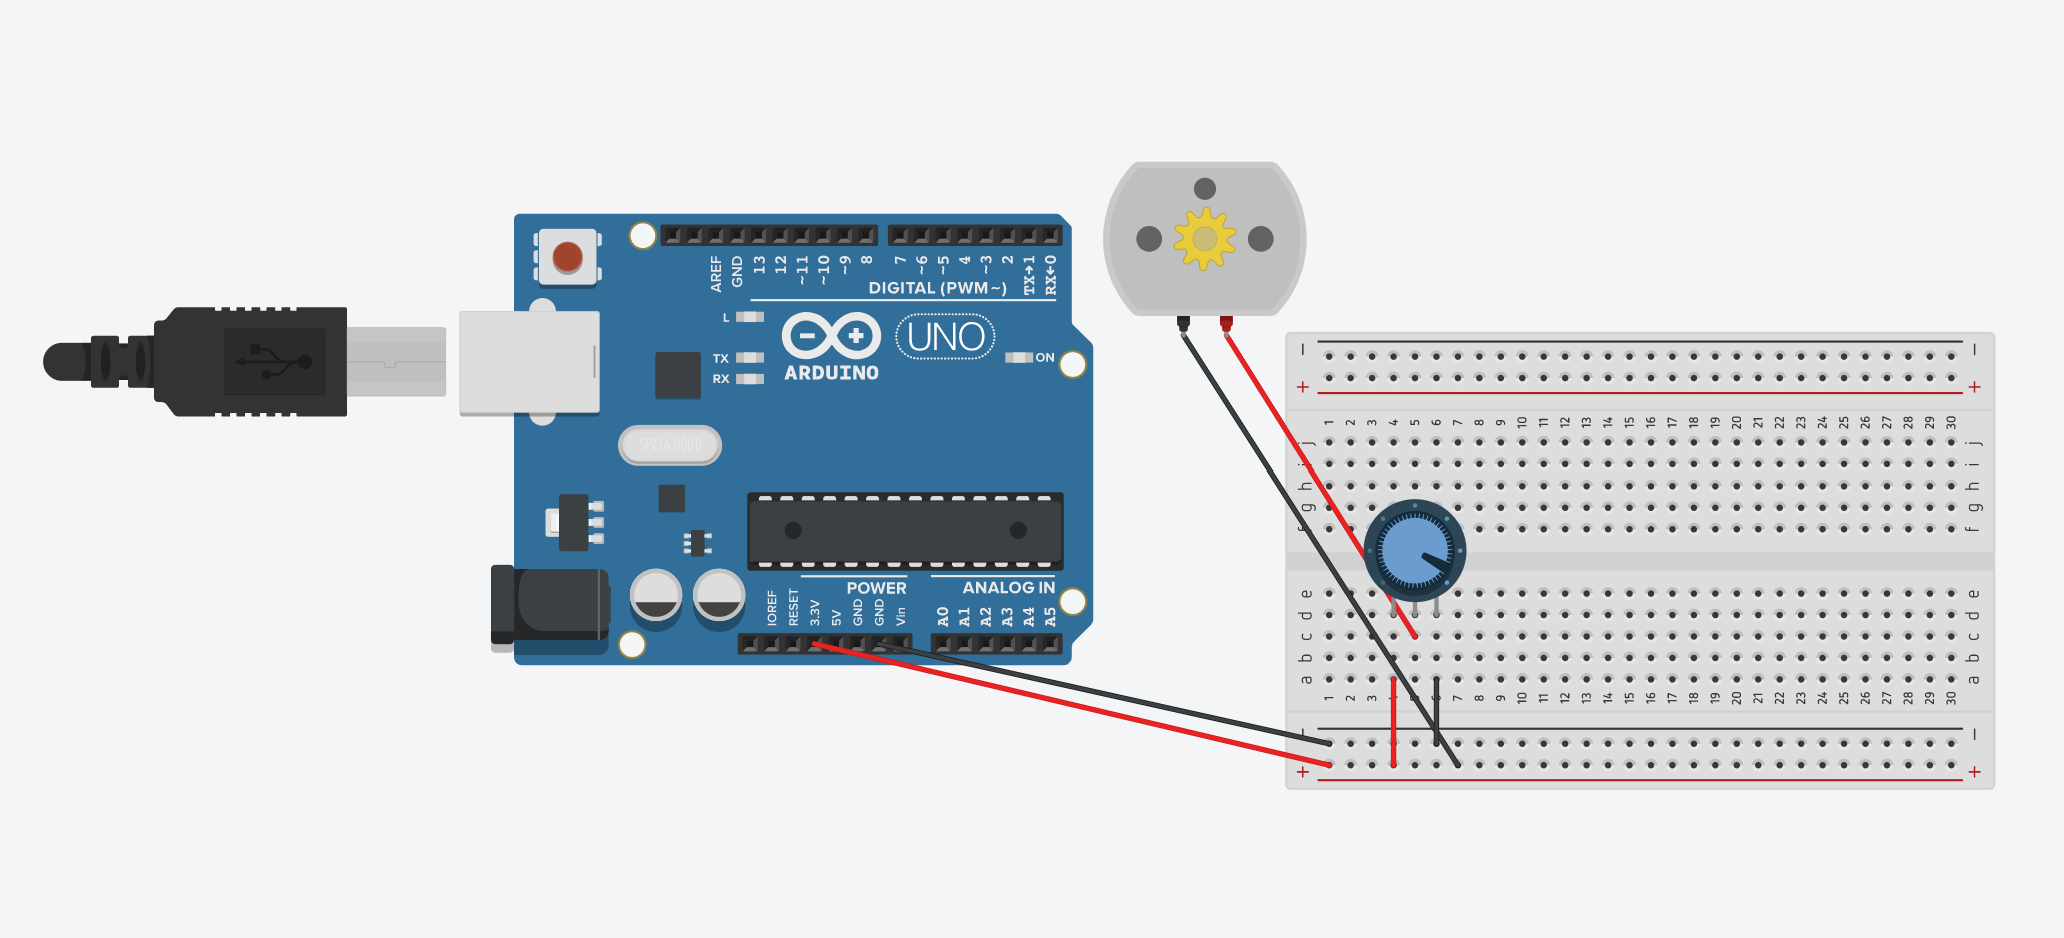 AREF
GND
13
12
~11
~10
~9
8
7
~6
~5
4
~3
2
TX→1
RX←0
DIGITAL (PWM~)
L
TX
RX
UNO
ON
ARDUINO
SPK16.000G
POWER
ANALOG IN
IOREF
RESET
3.3V
5V
GND
GND
Vin
A0
A1
A2
A3
A4
A5
− −
+ +
1 2 3 4 5 6 7 8 9 10 11 12 13 14 15 16 17 18 19 20 21 22 23 24 25 26 27 28 29 30
j j
i i
h h
g g
f f
e e
d d
c c
b b
a a
1 2 3 4 5 6 7 8 9 10 11 12 13 14 15 16 17 18 19 20 21 22 23 24 25 26 27 28 29 30
− −
+ +